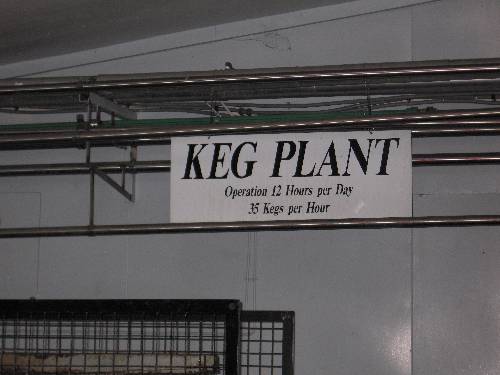 KEG PLANT
Operation 12 Hours per Day
35 Kegs per Hour